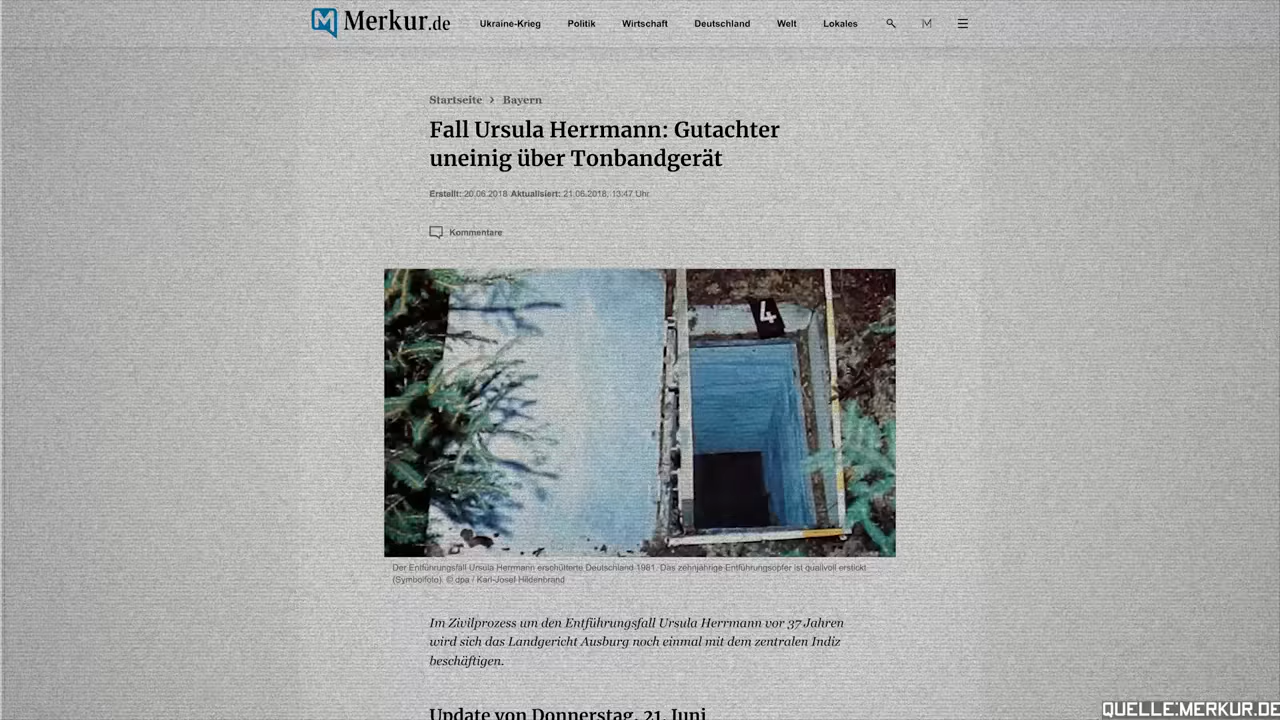 Merkur.de
Ukraine-Krieg Politik Wirtschaft Deutschland Welt Lokales M
Startseite > Bayern
Fall Ursula Herrmann: Gutachter
uneinig über Tonbandgerät
Erstellt: 20.06.2018 Aktualisiert: 21.06.2018, 13:47 Uhr
Kommentare
4
Der Entführungsfall Ursula Herrmann erschütterte Deutschland 1981. Das zehnjährige Entführungsopfer ist qualvoll erstickt
(Symbolfoto). © dpa / Karl-Josef Hildenbrand
Im Zivilprozess um den Entführungsfall Ursula Herrmann vor 37 Jahren
wird sich das Landgericht Ausburg noch einmal mit dem zentralen Indiz
beschäftigen.
Update von Donnerstag, 21. Juni
QUELLE:MERKUR.DE